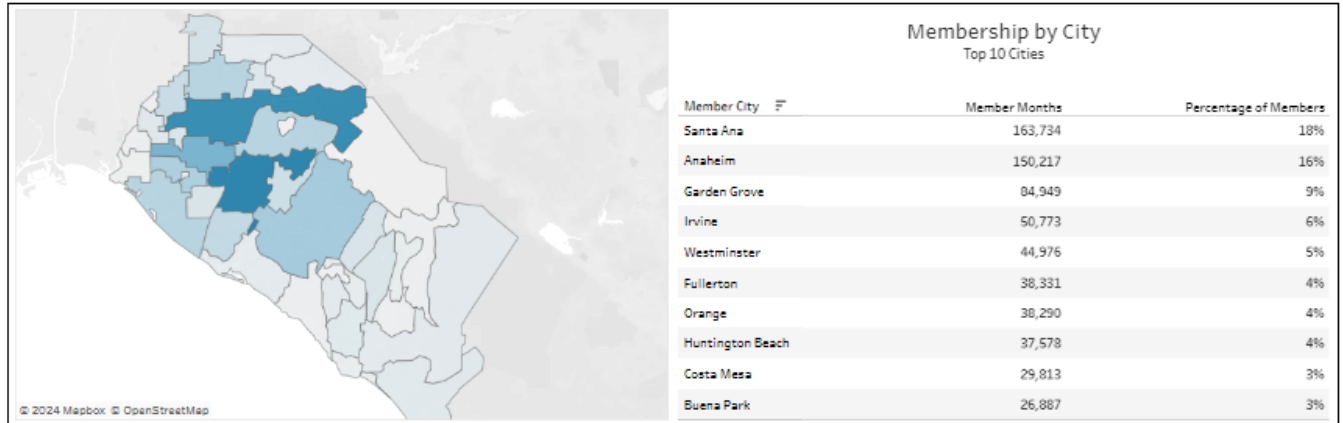 Membership by City
Top 10 Cities
Member City Member Months Percentage of Members
Santa Ana 163,734 18%
Anaheim 150,217 16%
Garden Grove 84,949 9%
Irvine 50,773 6%
Westminster 44,976 5%
Fullerton 38,331 4%
Orange 38,290 4%
Huntington Beach 37,578 4%
Costa Mesa 29,813 3%
Buena Park 26,887 3%
© 2024 Mapbox © OpenStreetMap